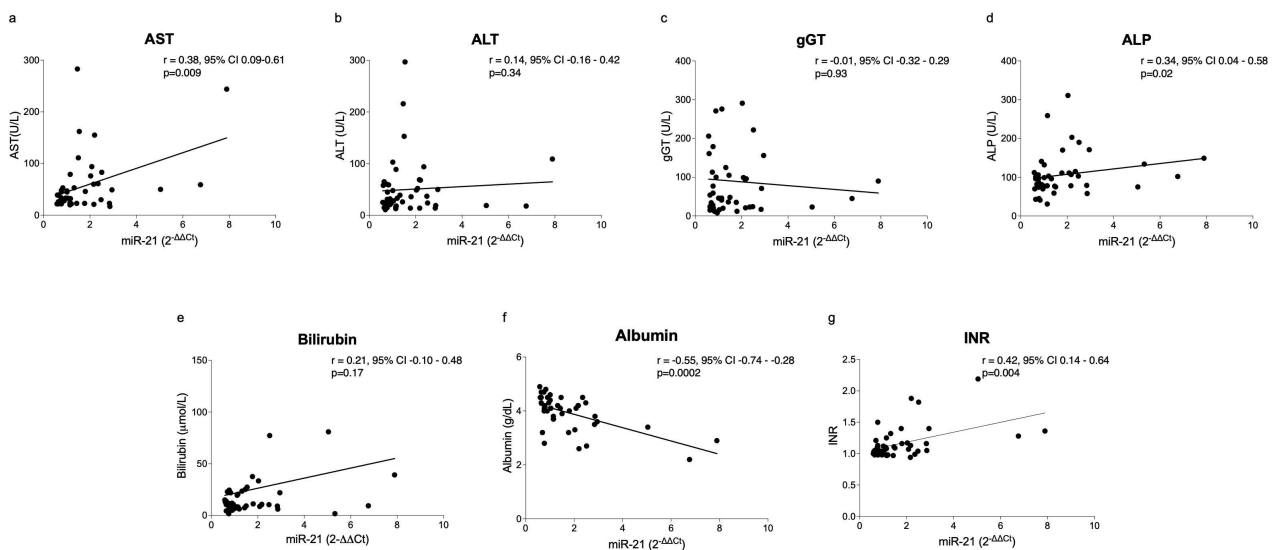 a
AST
r = 0.38, 95% CI 0.09-0.61
p=0.009
AST(U/L)
300
200
100
0
0 2 4 6 8 10
miR-21 (2-ΔΔCt)
b
ALT
r = 0.14, 95% CI -0.16 - 0.42
p=0.34
ALT (U/L)
300
200
100
0
0 2 4 6 8 10
miR-21 (2-ΔΔCt)
c
gGT
r = -0.01, 95% CI -0.32 - 0.29
p=0.93
gGT (U/L)
400
300
200
100
0
0 2 4 6 8 10
miR-21 (2-ΔΔCt)
d
ALP
r = 0.34, 95% CI 0.04 - 0.58
p=0.02
ALP (U/L)
400
300
200
100
0
0 2 4 6 8 10
miR-21 (2-ΔΔCt)
e
Bilirubin
r = 0.21, 95% CI -0.10 - 0.48
p=0.17
Bilirubin (μmol/L)
150
100
50
0
0 2 4 6 8 10
miR-21 (2-ΔΔCt)
f
Albumin
r = -0.55, 95% CI -0.74 - -0.28
p=0.0002
Albumin (g/dL)
6
4
2
0
0 2 4 6 8 10
miR-21 (2-ΔΔCt)
g
INR
r = 0.42, 95% CI 0.14 - 0.64
p=0.004
INR
2.5
2.0
1.5
1.0
0.5
0 2 4 6 8 10
miR-21 (2-ΔΔCt)